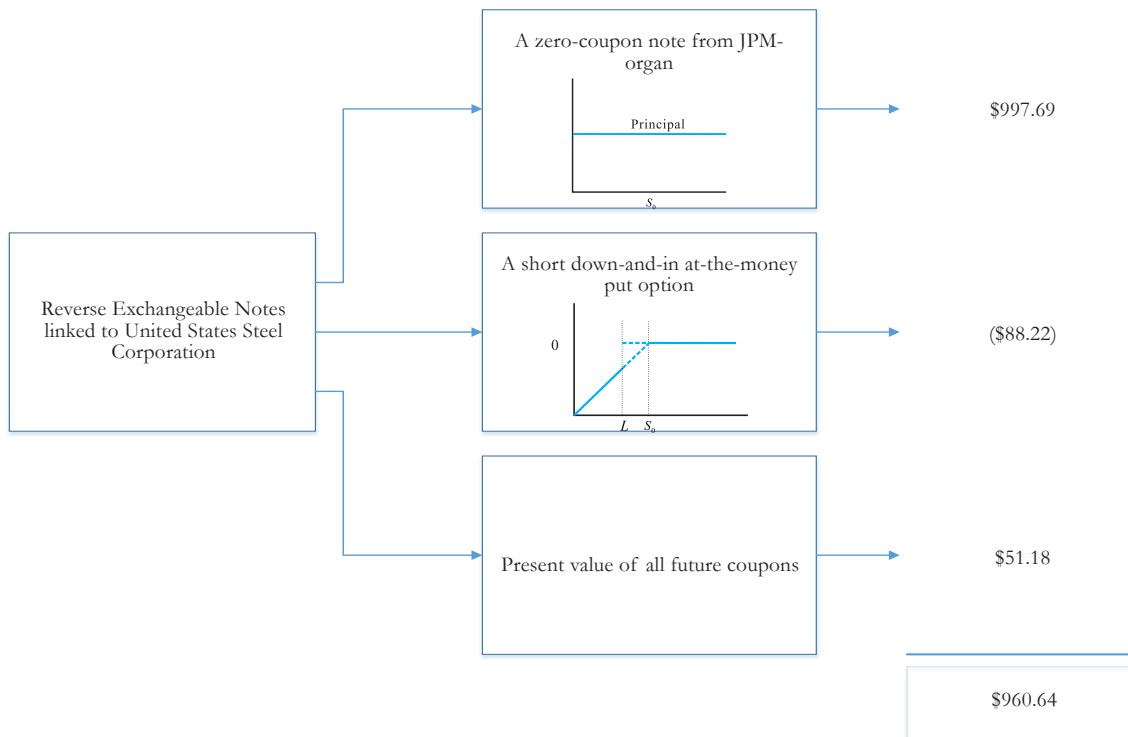 A zero-coupon note from JPM-
organ
Principal
S₀
$997.69
Reverse Exchangeable Notes
linked to United States Steel
Corporation
A short down-and-in at-the-money
put option
0
L S₀
($88.22)
Present value of all future coupons
$51.18
$960.64